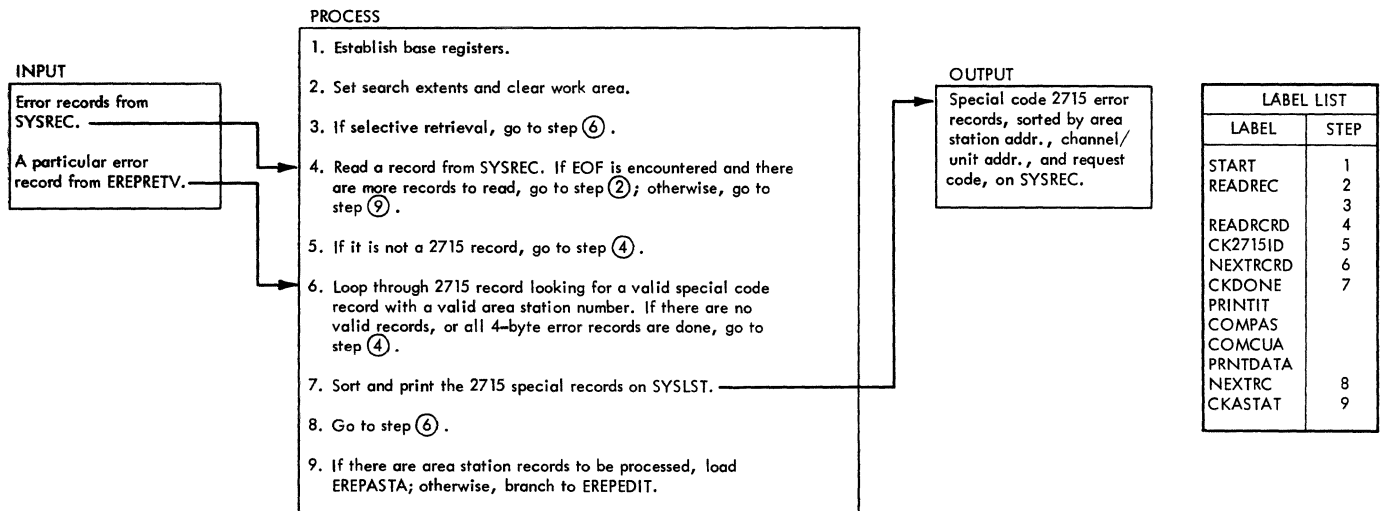 PROCESS
1. Establish base registers.
2. Set search extents and clear work area.
3. If selective retrieval, go to step 6.
4. Read a record from SYSREC. If EOF is encountered and there
are more records to read, go to step 2; otherwise, go to
step 9.
5. If it is not a 2715 record, go to step 4.
6. Loop through 2715 record looking for a valid special code
record with a valid area station number. If there are no
valid records, or all 4-byte error records are done, go to
step 4.
7. Sort and print the 2715 special records on SYSLST.
8. Go to step 6.
9. If there are area station records to be processed, load
EREPASTA; otherwise, branch to EREPEDIT.
INPUT
Error records from
SYSREC.
A particular error
record from EREPRETV.
OUTPUT
Special code 2715 error
records, sorted by area
station addr., channel/
unit addr., and request
code, on SYSREC.
LABEL LIST
LABEL STEP
START 1
READREC 2
3
READRCRD 4
CK2715ID 5
NEXTRCRD 6
CKDONE 7
PRINTIT
COMPAS
COMCUA
PRNTDATA
NEXTRC 8
CKASTAT 9